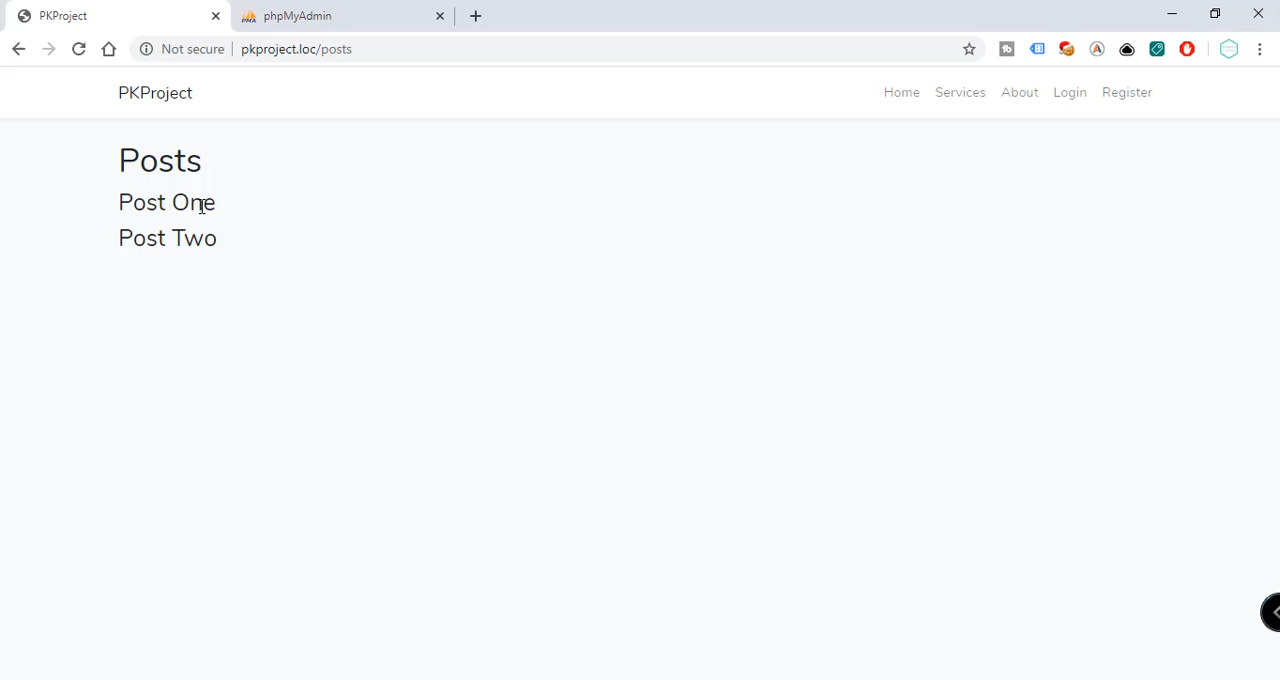 PKProject
phpMyAdmin
Not secure
pkproject.loc/posts
PKProject
Home Services About Login Register
Posts
Post One
Post Two